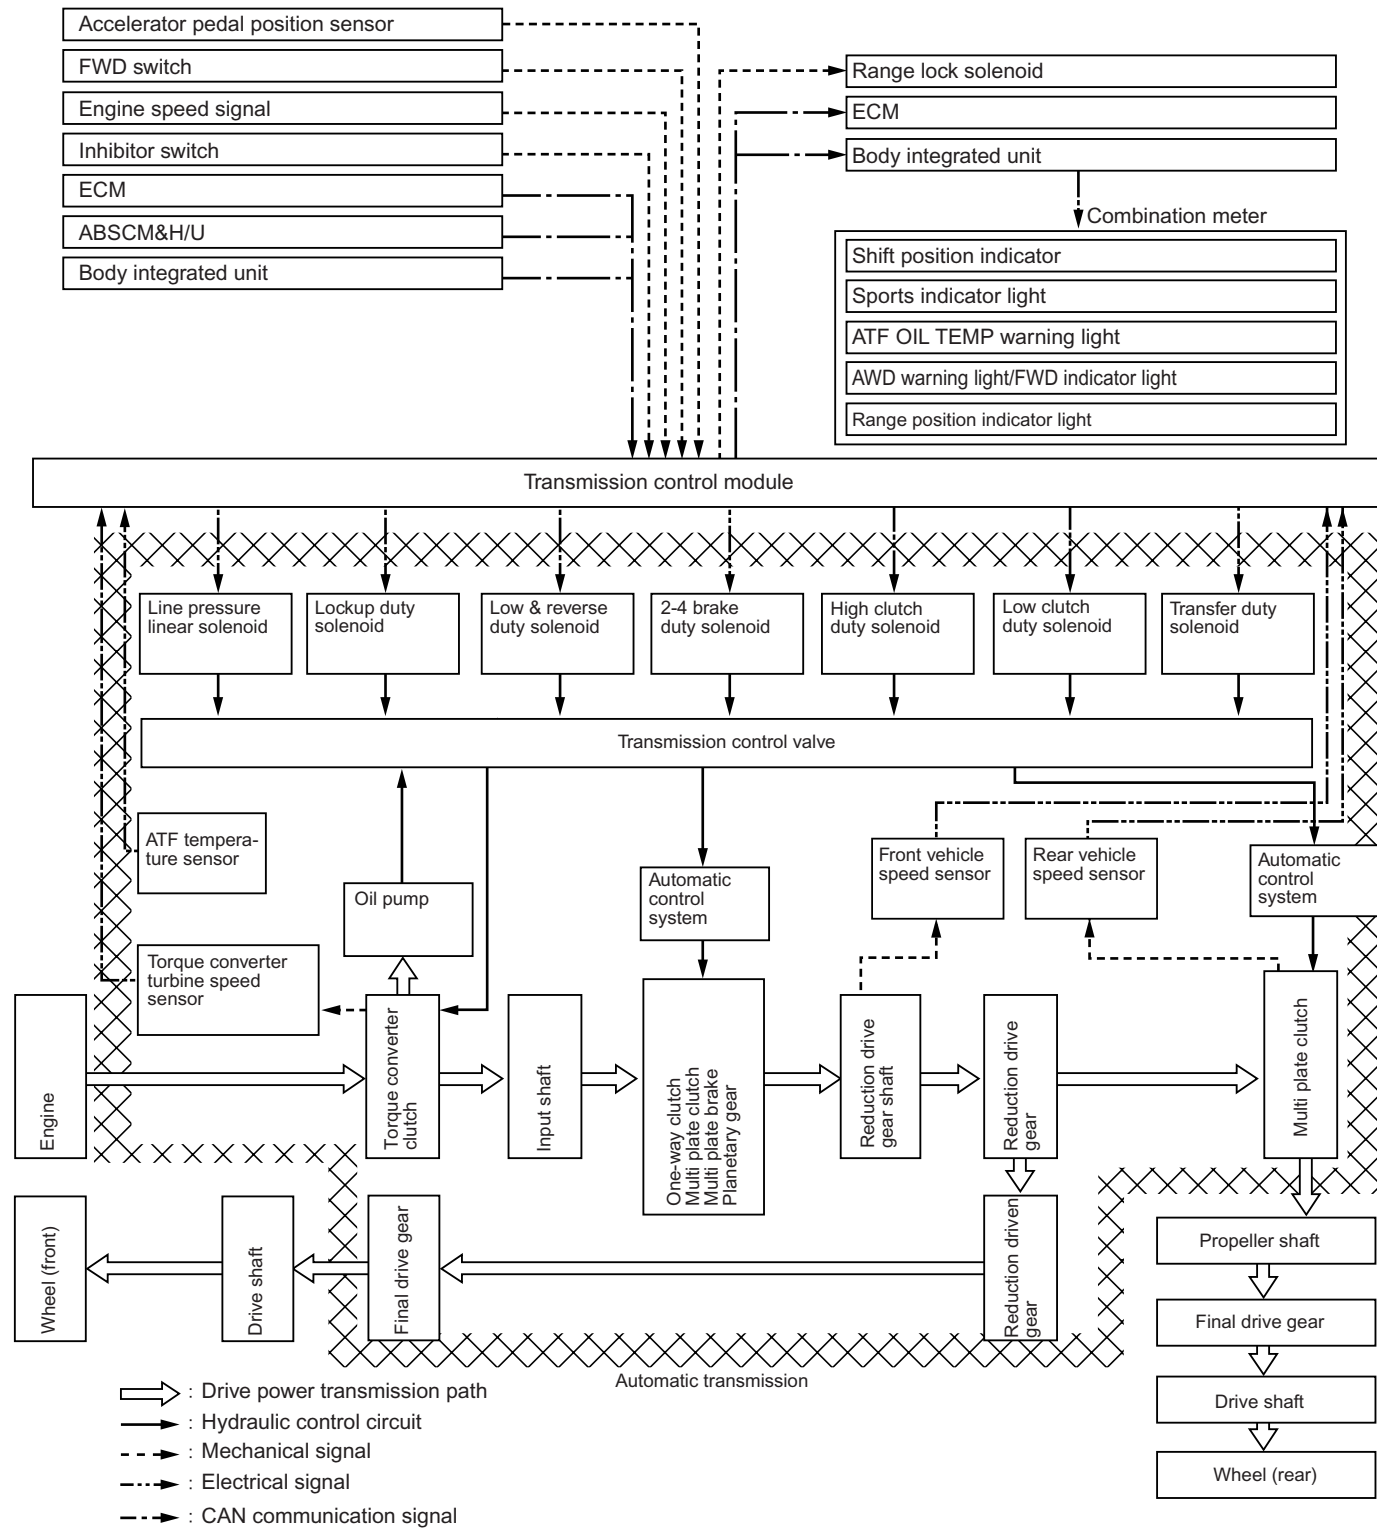 Accelerator pedal position sensor
FWD switch
Engine speed signal
Inhibitor switch
ECM
ABSCM&H/U
Body integrated unit
Range lock solenoid
ECM
Body integrated unit
Combination meter
Shift position indicator
Sports indicator light
ATF OIL TEMP warning light
AWD warning light/FWD indicator light
Range position indicator light
Transmission control module
Line pressure
linear solenoid
Lockup duty
solenoid
Low & reverse
duty solenoid
2-4 brake
duty solenoid
High clutch
duty solenoid
Low clutch
duty solenoid
Transfer duty
solenoid
Transmission control valve
ATF tempera-
ture sensor
Oil pump
Automatic
control
system
Front vehicle
speed sensor
Rear vehicle
speed sensor
Automatic
control
system
Torque converter
turbine speed
sensor
Engine
Torque converter
clutch
Input shaft
One-way clutch
Multi plate clutch
Multi plate brake
Planetary gear
Reduction drive
gear shaft
Reduction drive
gear
Multi plate clutch
Wheel (front)
Drive shaft
Final drive gear
Reduction driven
gear
Propeller shaft
Final drive gear
Drive shaft
Wheel (rear)
Automatic transmission
: Drive power transmission path
: Hydraulic control circuit
: Mechanical signal
: Electrical signal
: CAN communication signal